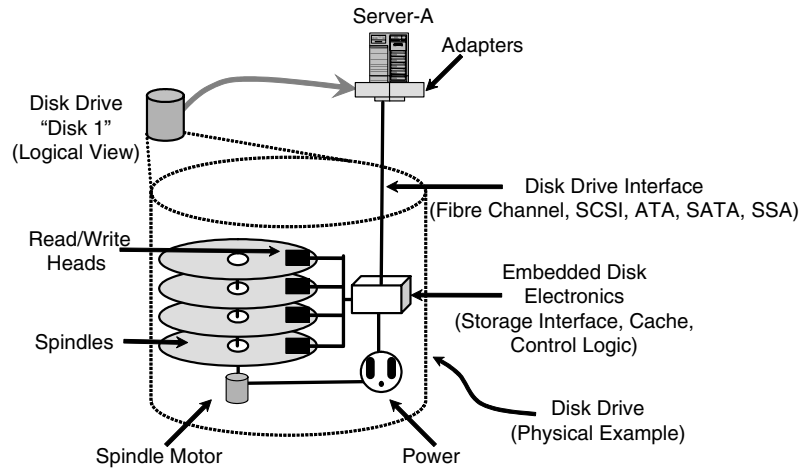 Server-A
Adapters
Disk Drive
“Disk 1”
(Logical View)
Disk Drive Interface
(Fibre Channel, SCSI, ATA, SATA, SSA)
Read/Write
Heads
Embedded Disk
Electronics
(Storage Interface, Cache,
Control Logic)
Spindles
Disk Drive
(Physical Example)
Spindle Motor
Power